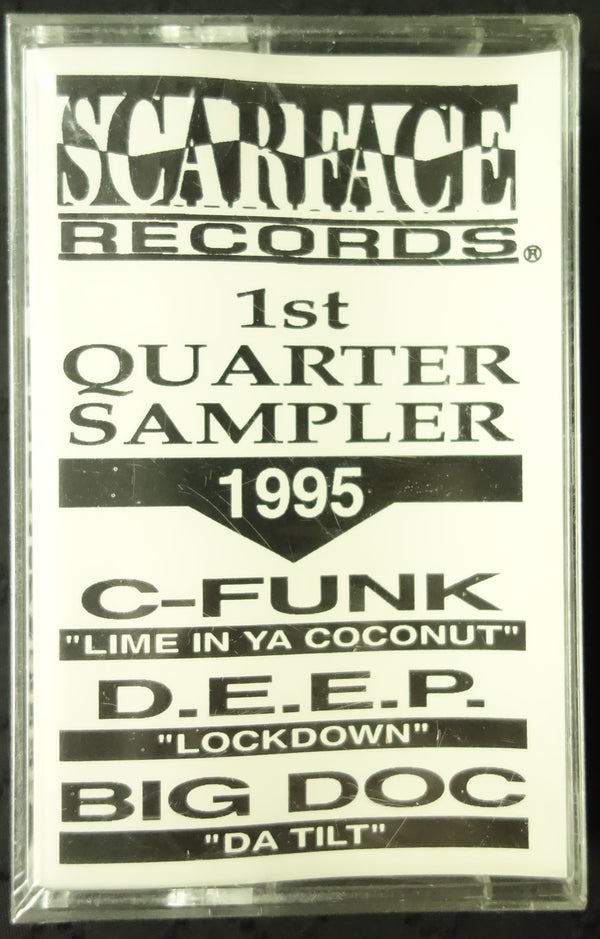 SCARFACE
RECORDS®
1st
QUARTER
SAMPLER
1995
C-FUNK
"LIME IN YA COCONUT"
D.E.E.P.
"LOCKDOWN"
BIG DOC
"DA TILT"